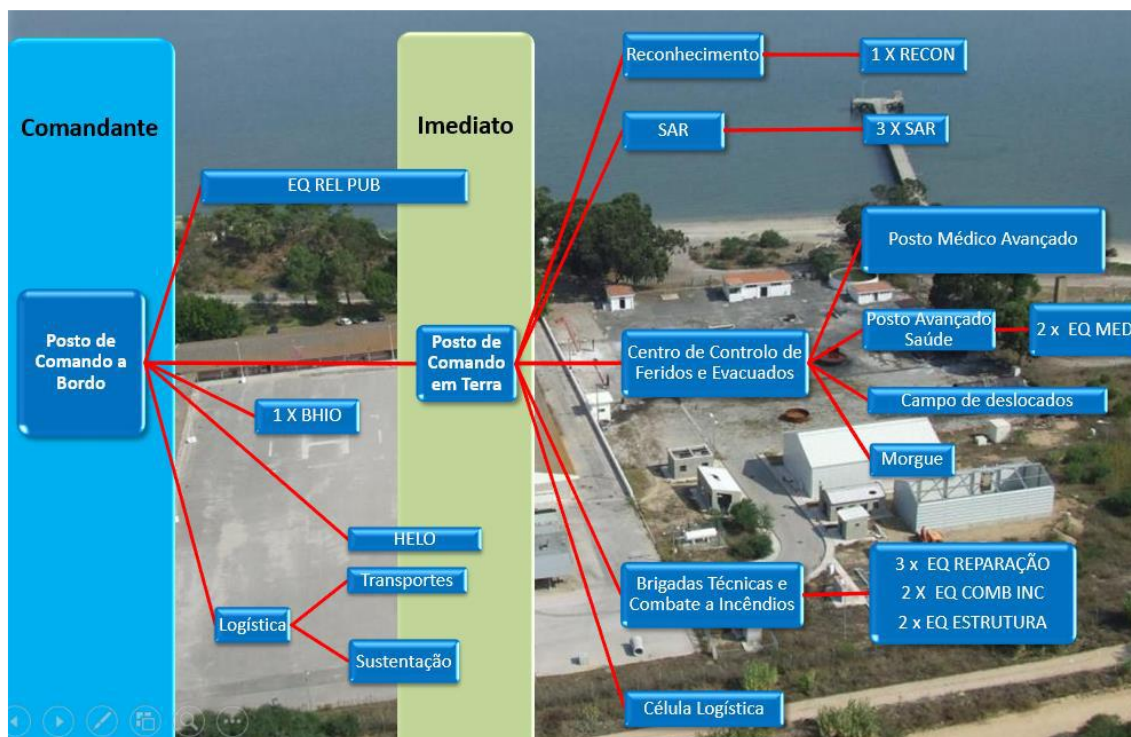 Comandante
Imediato
Reconhecimento
1 X RECON
SAR
3 X SAR
EQ REL PUB
Posto Médico Avançado
Posto de
Comando a
Bordo
Posto de
Comando
em Terra
Centro de Controlo de
Feridos e Evacuados
Posto Avançado
Saúde
2 x EQ MED
1 X BHIO
Campo de deslocados
Morgue
HELO
Transportes
Logística
Sustentação
Brigadas Técnicas e
Combate a Incêndios
3 x EQ REPARAÇÃO
2 X EQ COMB INC
2 x EQ ESTRUTURA
Célula Logística